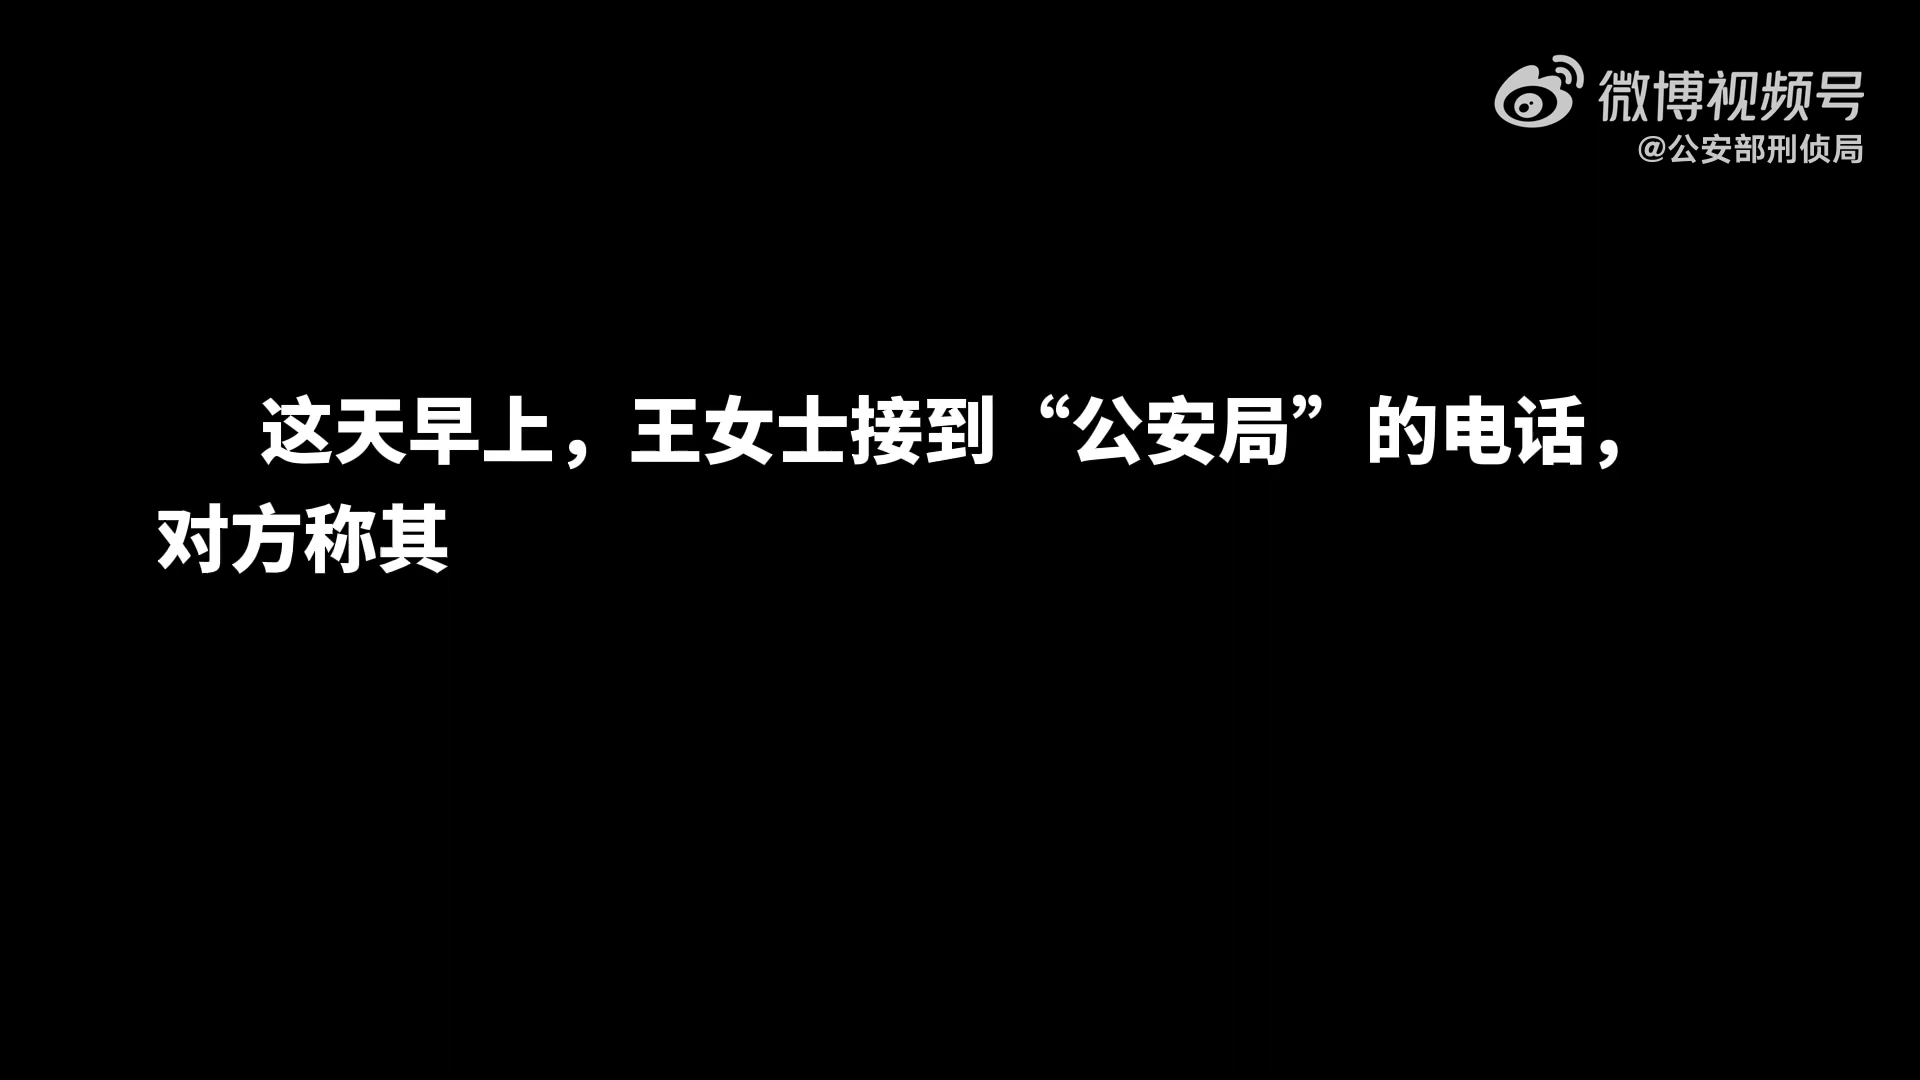 微博视频号
@公安部刑侦局
这天早上，王女士接到“公安局”的电话，
对方称其